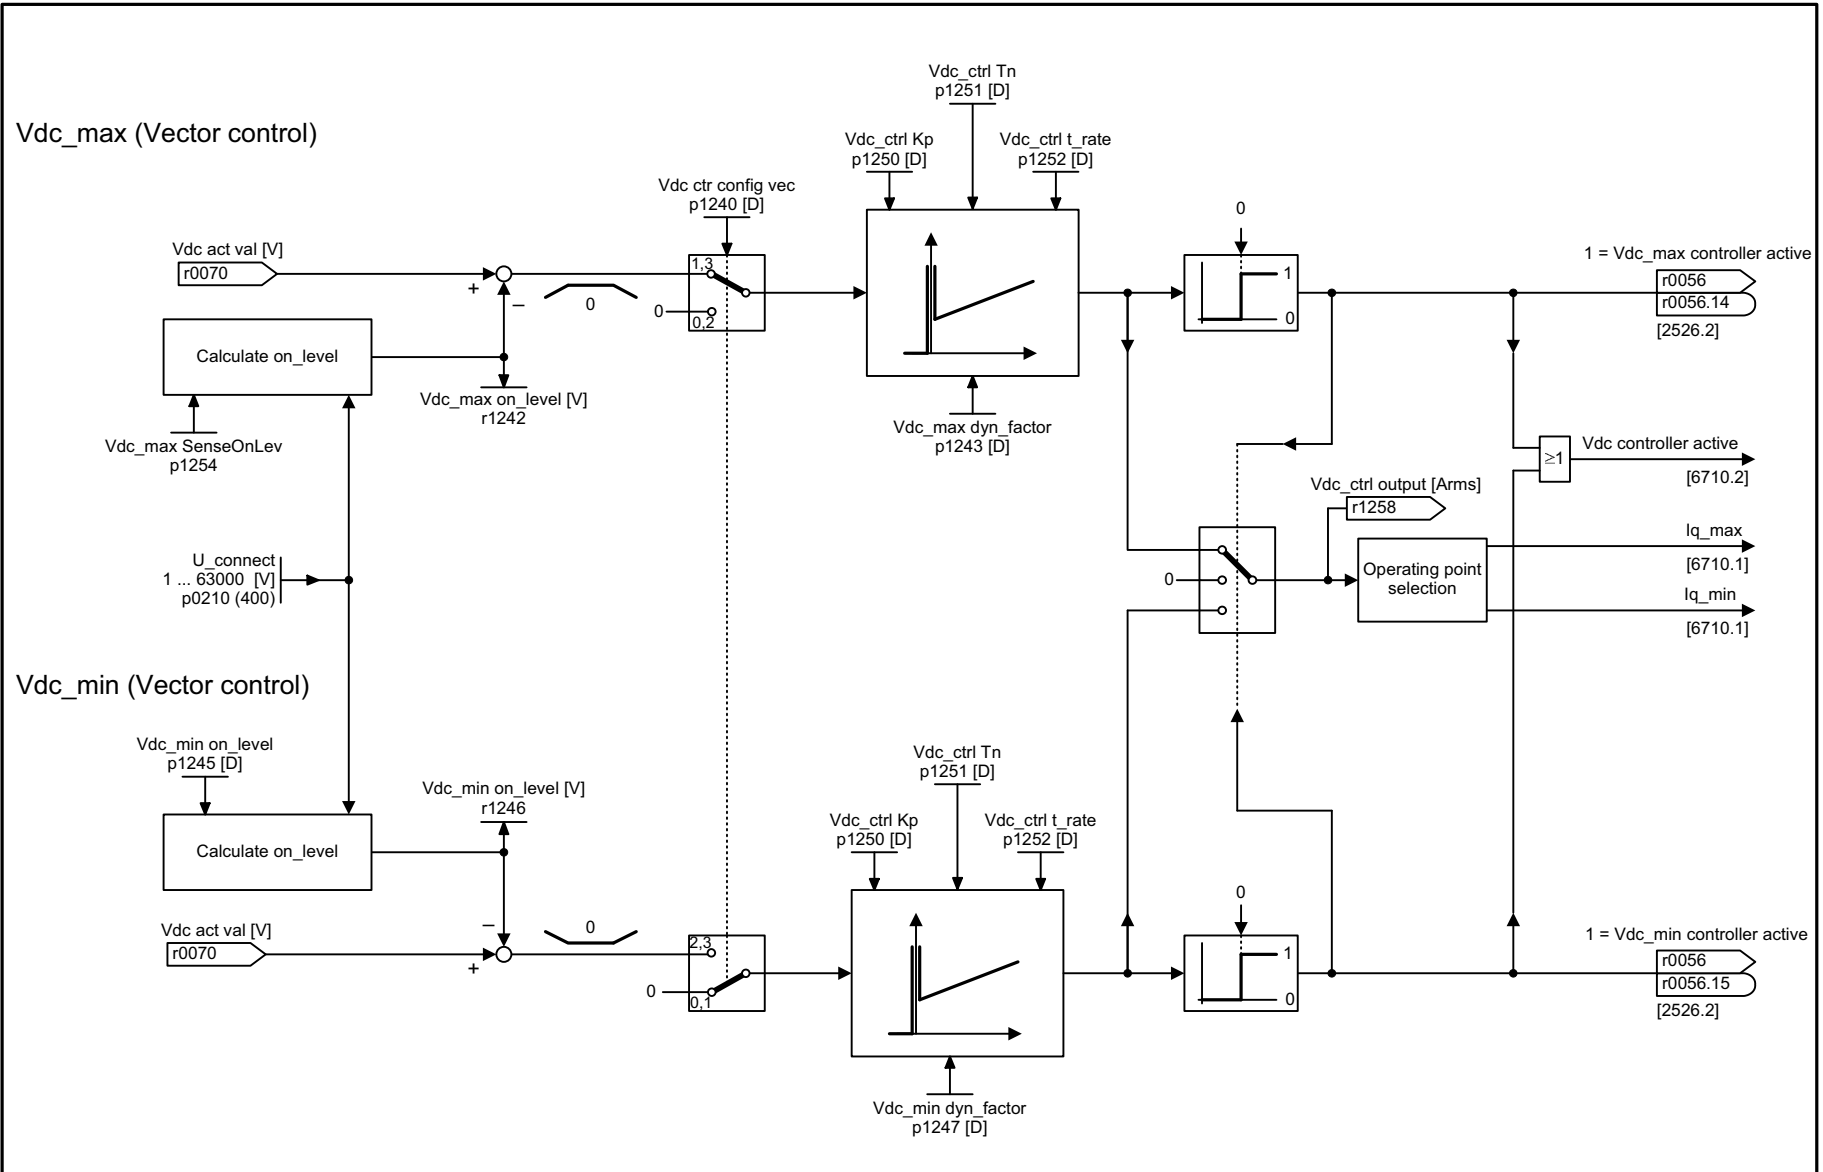 Vdc_max (Vector control)
Vdc_ctrl Tn
p1251 [D]
Vdc_ctrl Kp
p1250 [D]
Vdc_ctrl t_rate
p1252 [D]
Vdc ctr config vec
p1240 [D]
0
Vdc act val [V]
r0070
+
–
0
1,3
0
0,2
1
0
1 = Vdc_max controller active
r0056
r0056.14
[2526.2]
Calculate on_level
Vdc_max on_level [V]
r1242
Vdc_max SenseOnLev
p1254
Vdc_max dyn_factor
p1243 [D]
≥1
Vdc controller active
[6710.2]
Vdc_ctrl output [Arms]
r1258
U_connect
1 ... 63000 [V]
p0210 (400)
0
Operating point
selection
Iq_max
[6710.1]
Iq_min
[6710.1]
Vdc_min (Vector control)
Vdc_min on_level
p1245 [D]
Vdc_min on_level [V]
r1246
Vdc_ctrl Tn
p1251 [D]
Vdc_ctrl Kp
p1250 [D]
Vdc_ctrl t_rate
p1252 [D]
Calculate on_level
0
Vdc act val [V]
r0070
–
+
0
2,3
0
0,1
1
0
1 = Vdc_min controller active
r0056
r0056.15
[2526.2]
Vdc_min dyn_factor
p1247 [D]